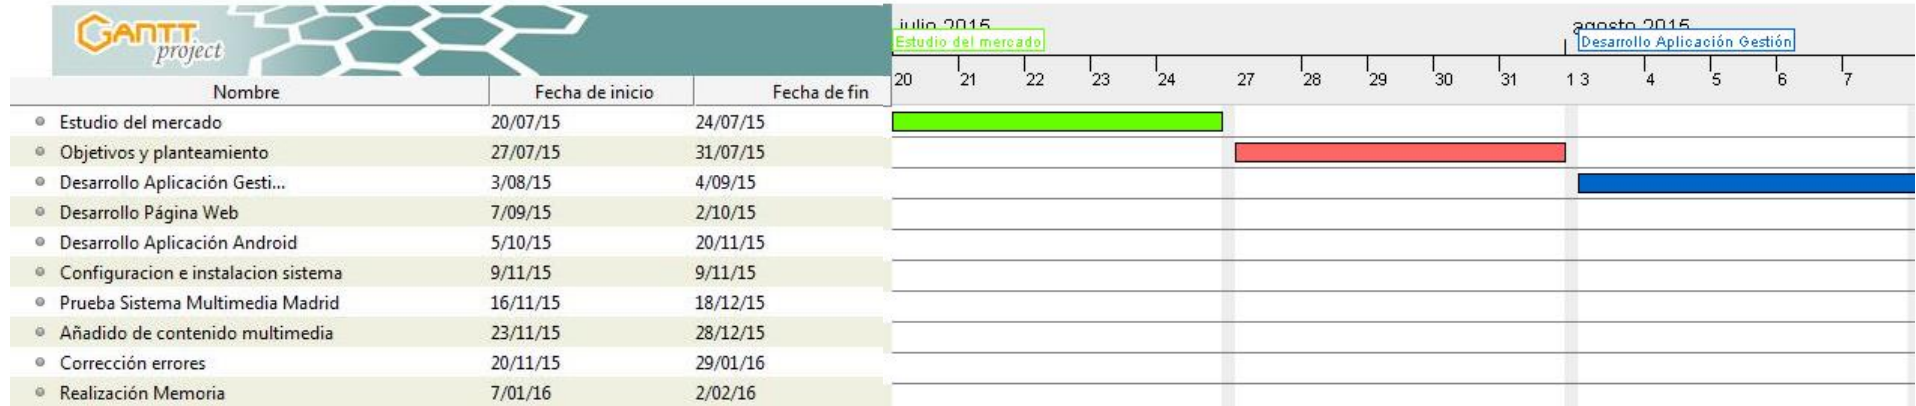 GANTT
project
julio 2015
agosto 2015
Estudio del mercado
Desarrollo Aplicación Gestión
20 21 22 23 24 27 28 29 30 31 1 3 4 5 6 7
Nombre Fecha de inicio Fecha de fin
Estudio del mercado 20/07/15 24/07/15
Objetivos y planteamiento 27/07/15 31/07/15
Desarrollo Aplicación Gesti... 3/08/15 4/09/15
Desarrollo Página Web 7/09/15 2/10/15
Desarrollo Aplicación Android 5/10/15 20/11/15
Configuracion e instalacion sistema 9/11/15 9/11/15
Prueba Sistema Multimedia Madrid 16/11/15 18/12/15
Añadido de contenido multimedia 23/11/15 28/12/15
Corrección errores 20/11/15 29/01/16
Realización Memoria 7/01/16 2/02/16